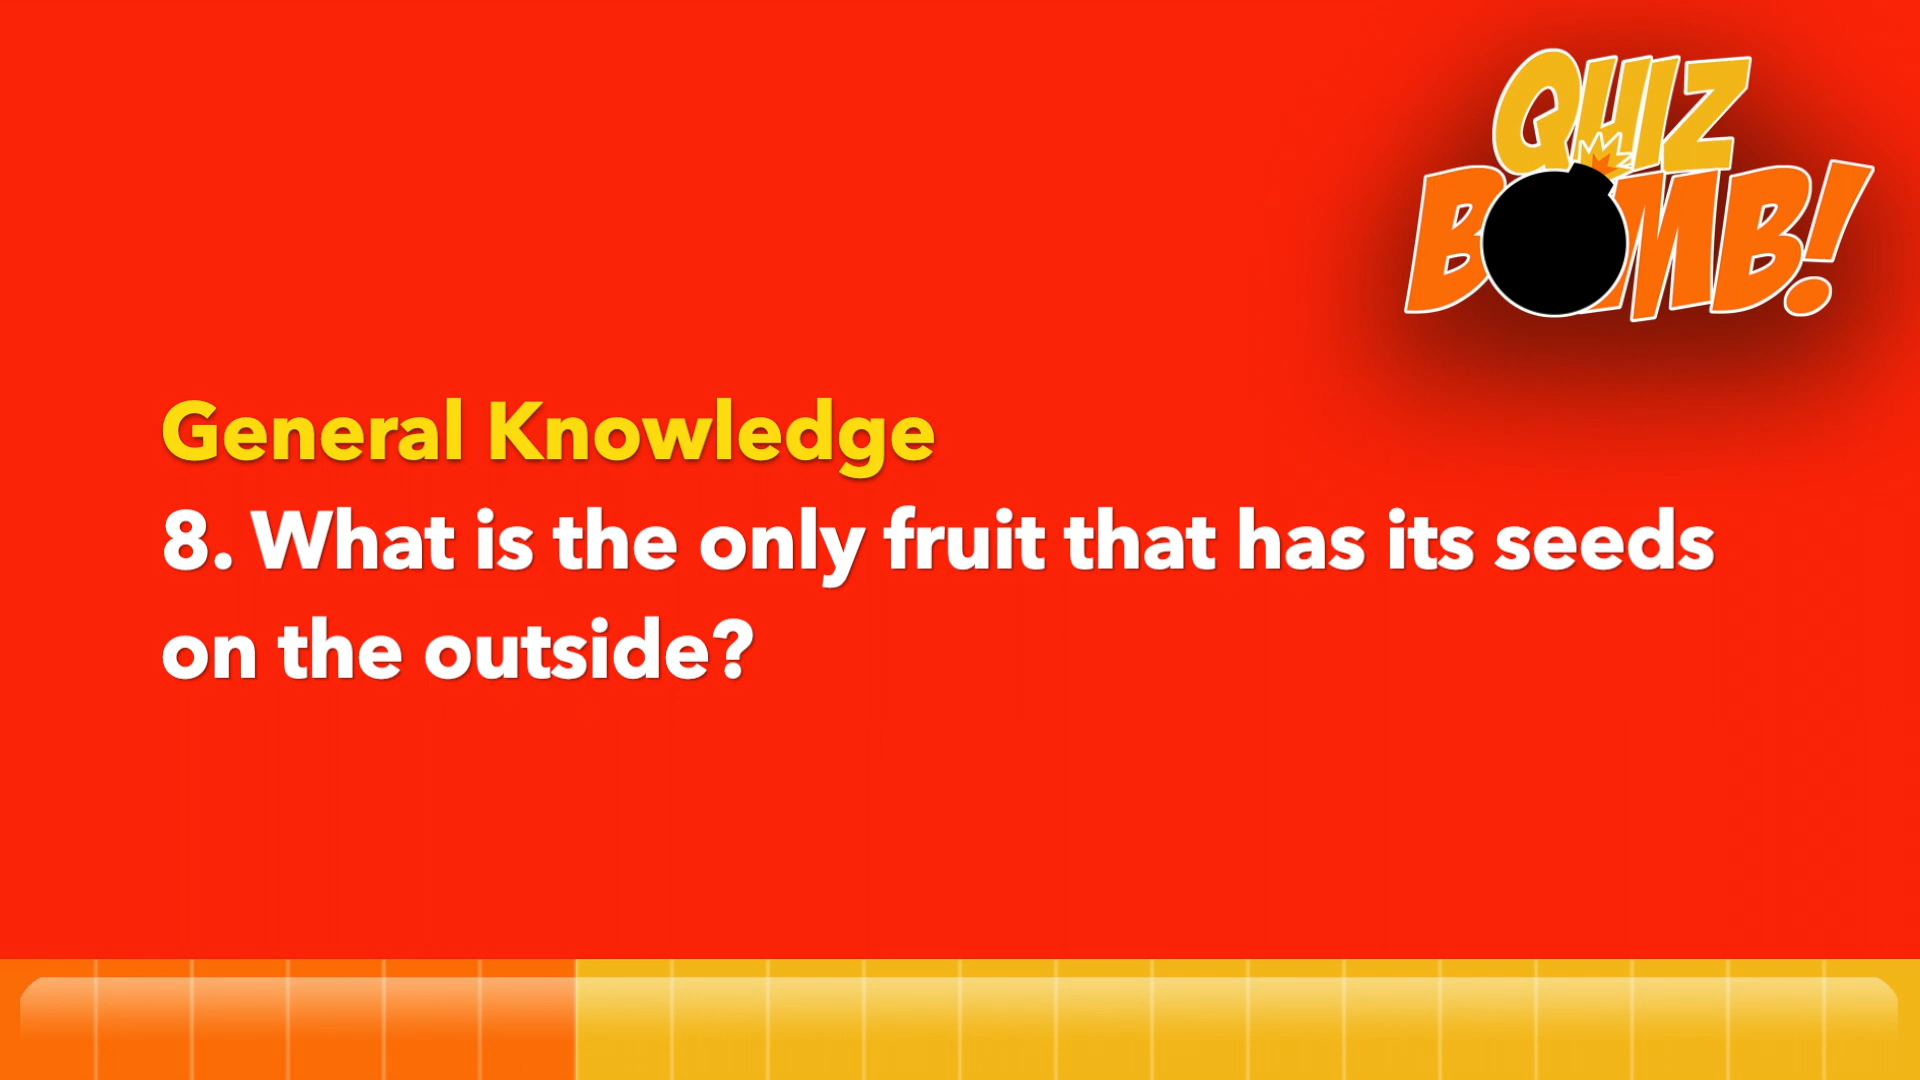 QUIZ
BOMB!
General Knowledge
8. What is the only fruit that has its seeds
on the outside?